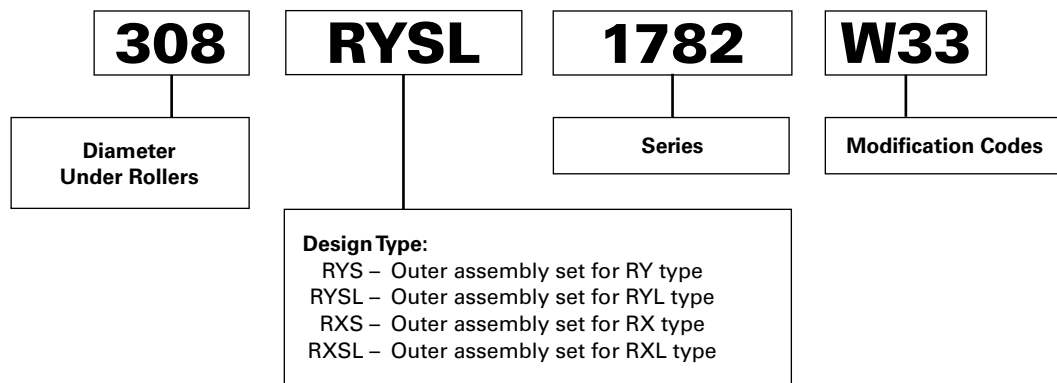 308 RYSL 1782 W33
Diameter
Under Rollers
Series
Modification Codes
Design Type:
RYS – Outer assembly set for RY type
RYSL – Outer assembly set for RYL type
RXS – Outer assembly set for RX type
RXSL – Outer assembly set for RXL type